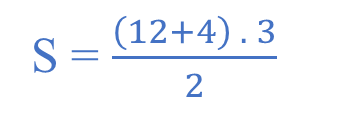 S = (12+4) . 3 / 2